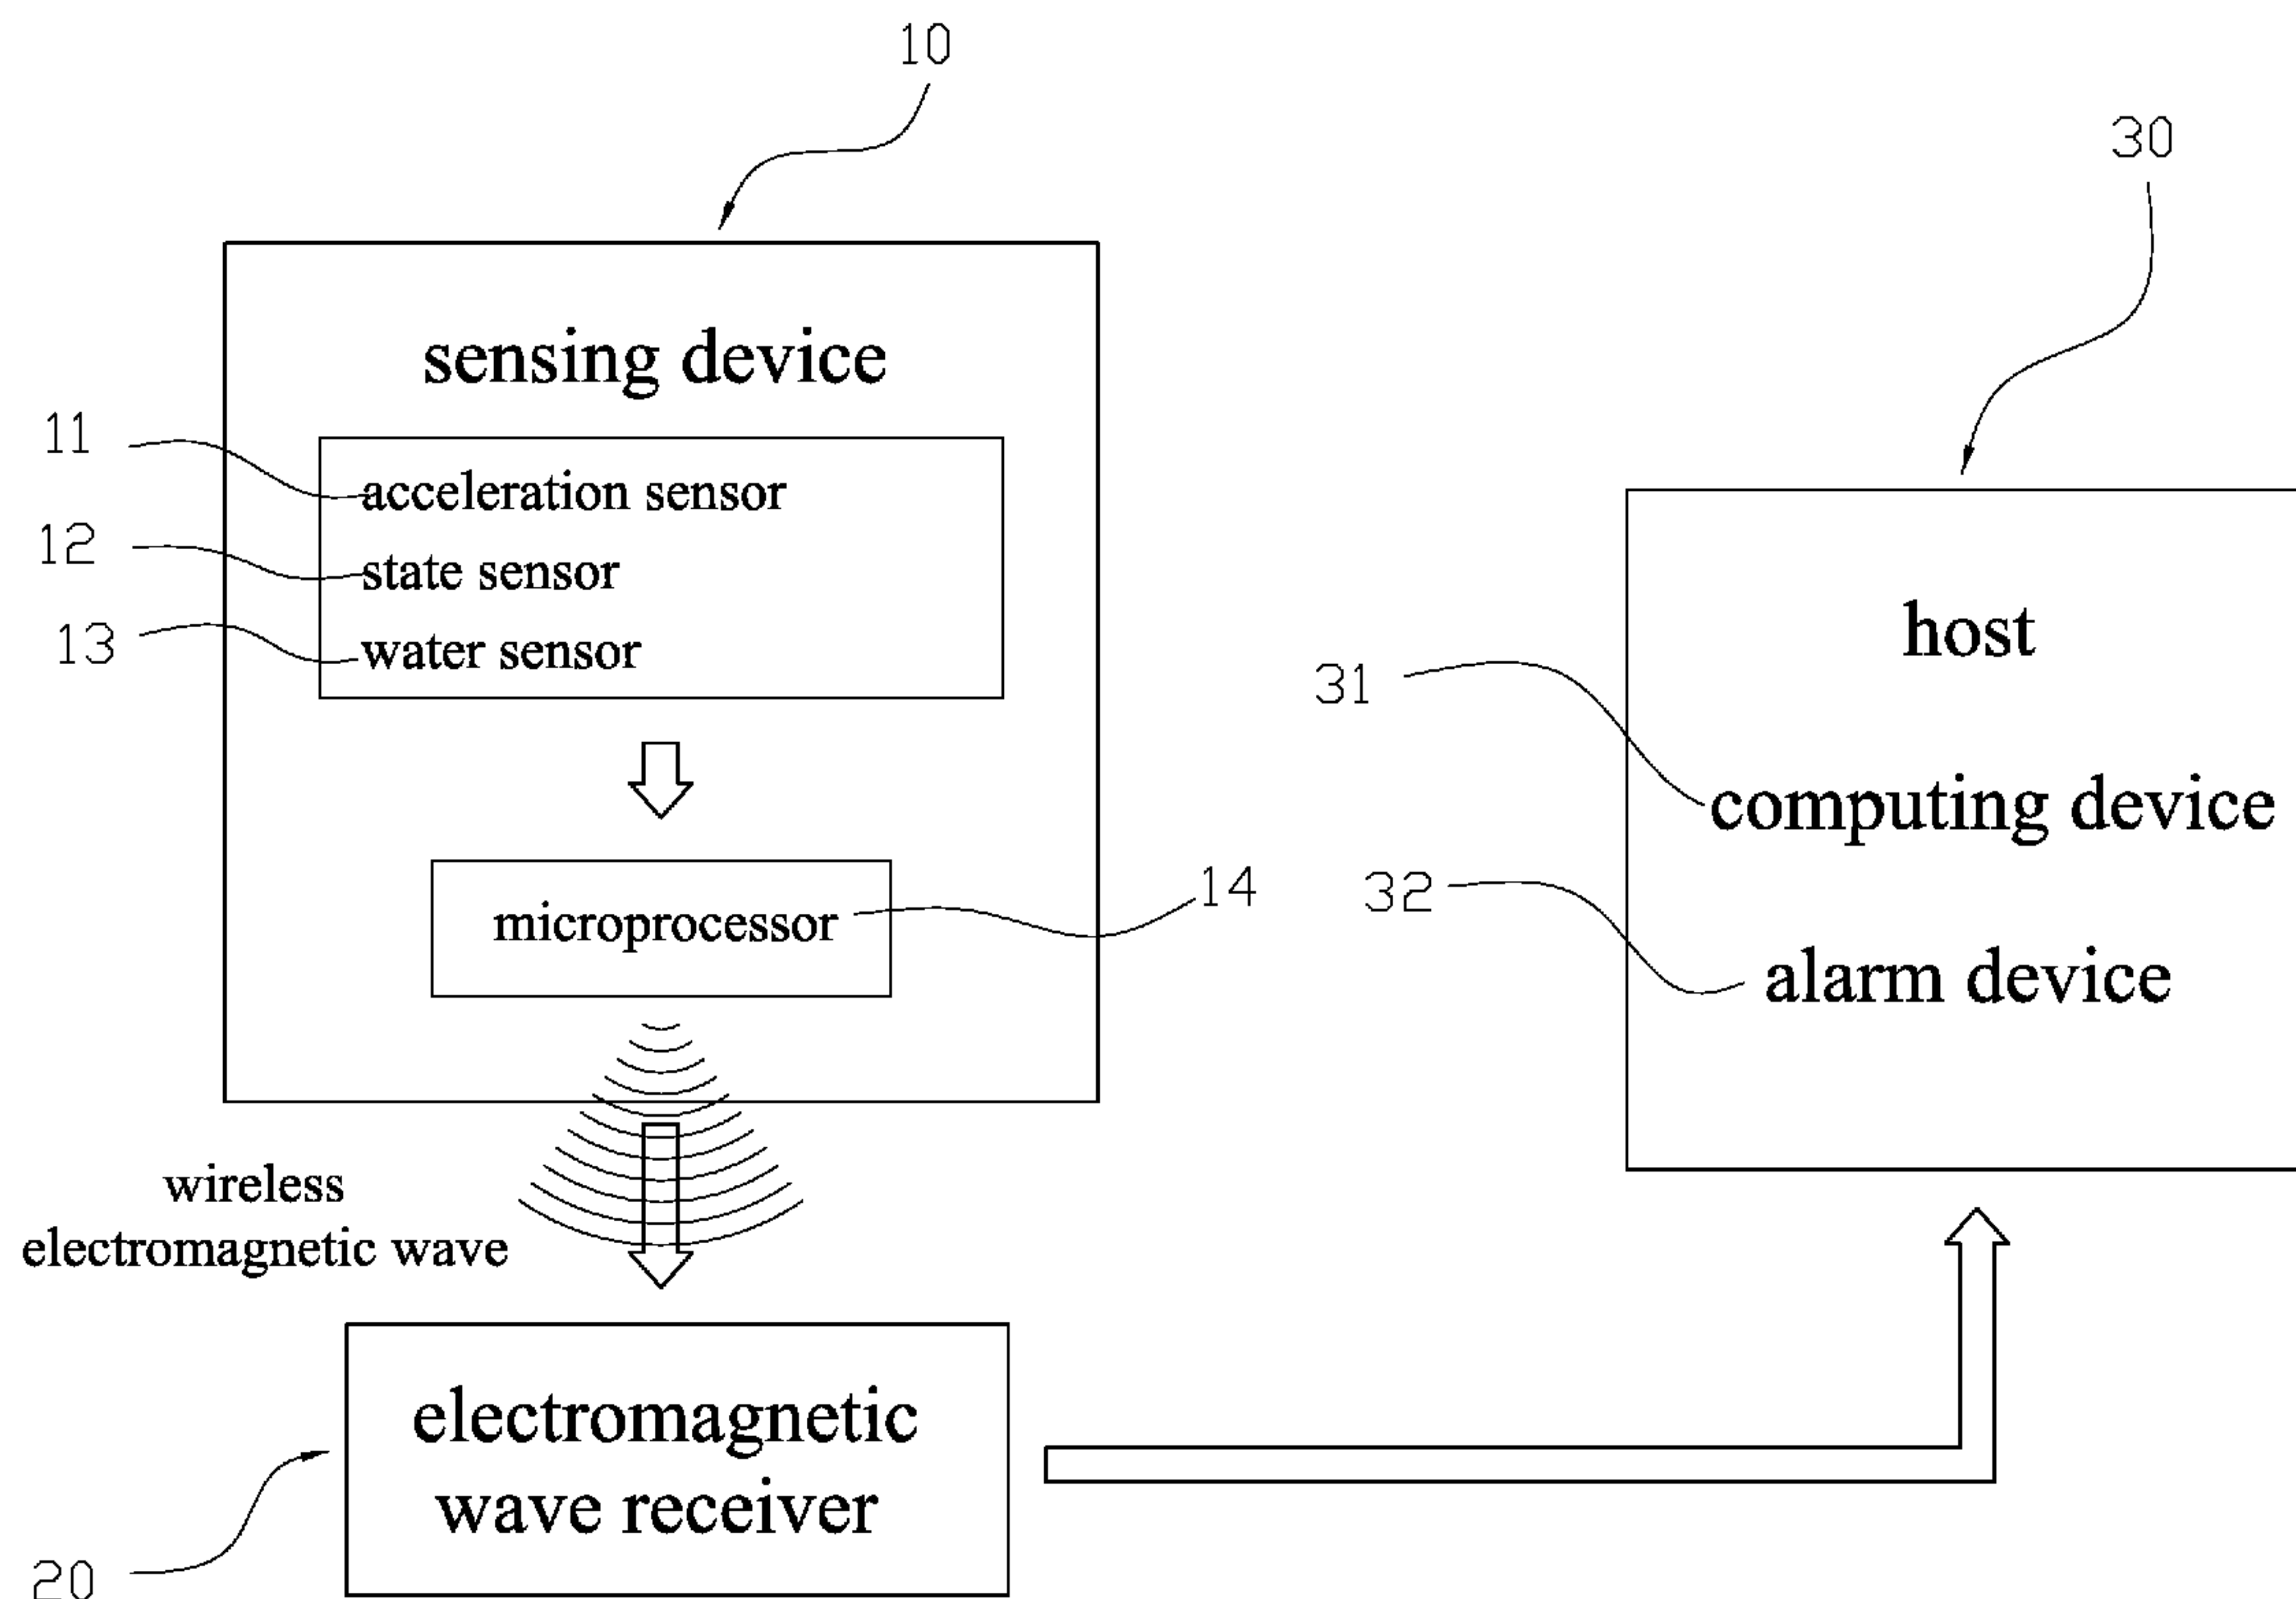 10
30
sensing device
11
acceleration sensor
12
state sensor
13
water sensor
host
31
computing device
14
microprocessor
32
alarm device
wireless
electromagnetic wave
electromagnetic
wave receiver
20